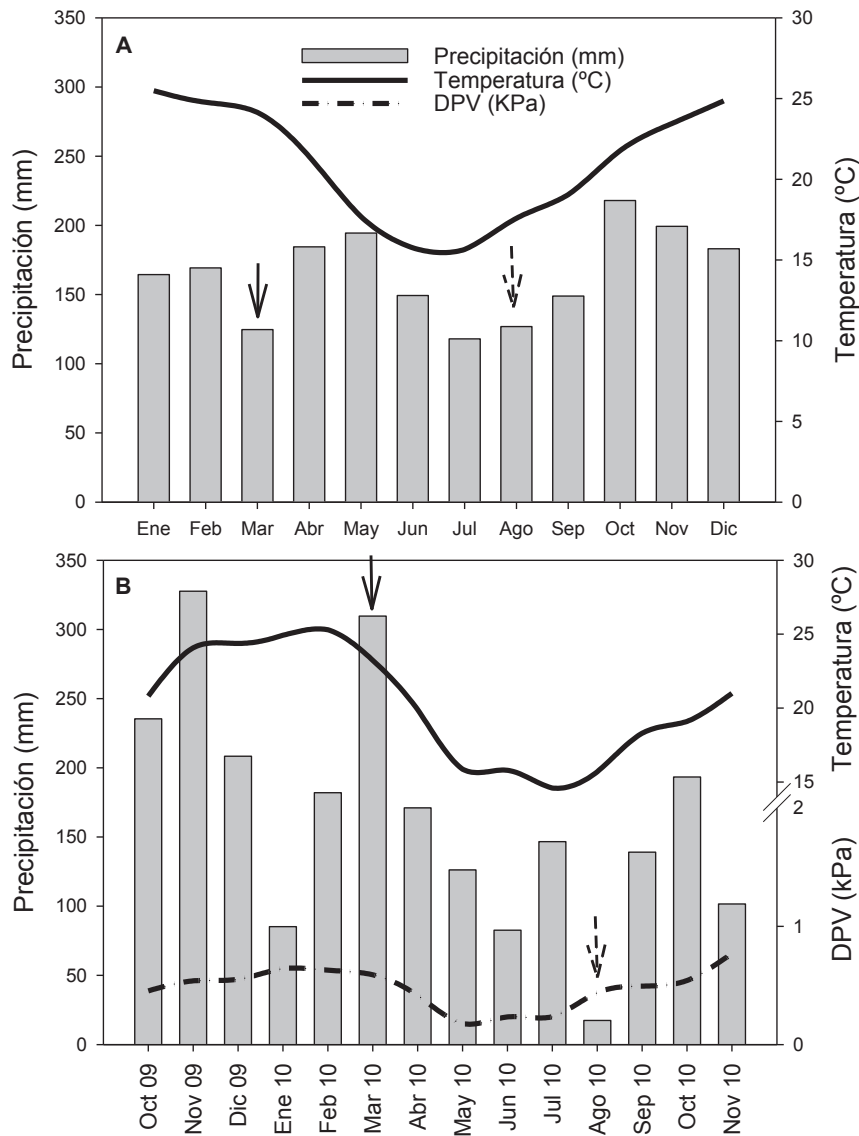 A
Precipitación (mm)
Temperatura (ºC)
DPV (KPa)
Precipitación (mm)
350
300
250
200
150
100
50
0
Temperatura (ºC)
30
25
20
15
10
5
0
Ene Feb Mar Abr May Jun Jul Ago Sep Oct Nov Dic
B
Precipitación (mm)
350
300
250
200
150
100
50
0
Temperatura (ºC)
30
25
20
15
DPV (kPa)
2
1
0
Oct 09 Nov 09 Dic 09 Ene 10 Feb 10 Mar 10 Abr 10 May 10 Jun 10 Jul 10 Ago 10 Sep 10 Oct 10 Nov 10